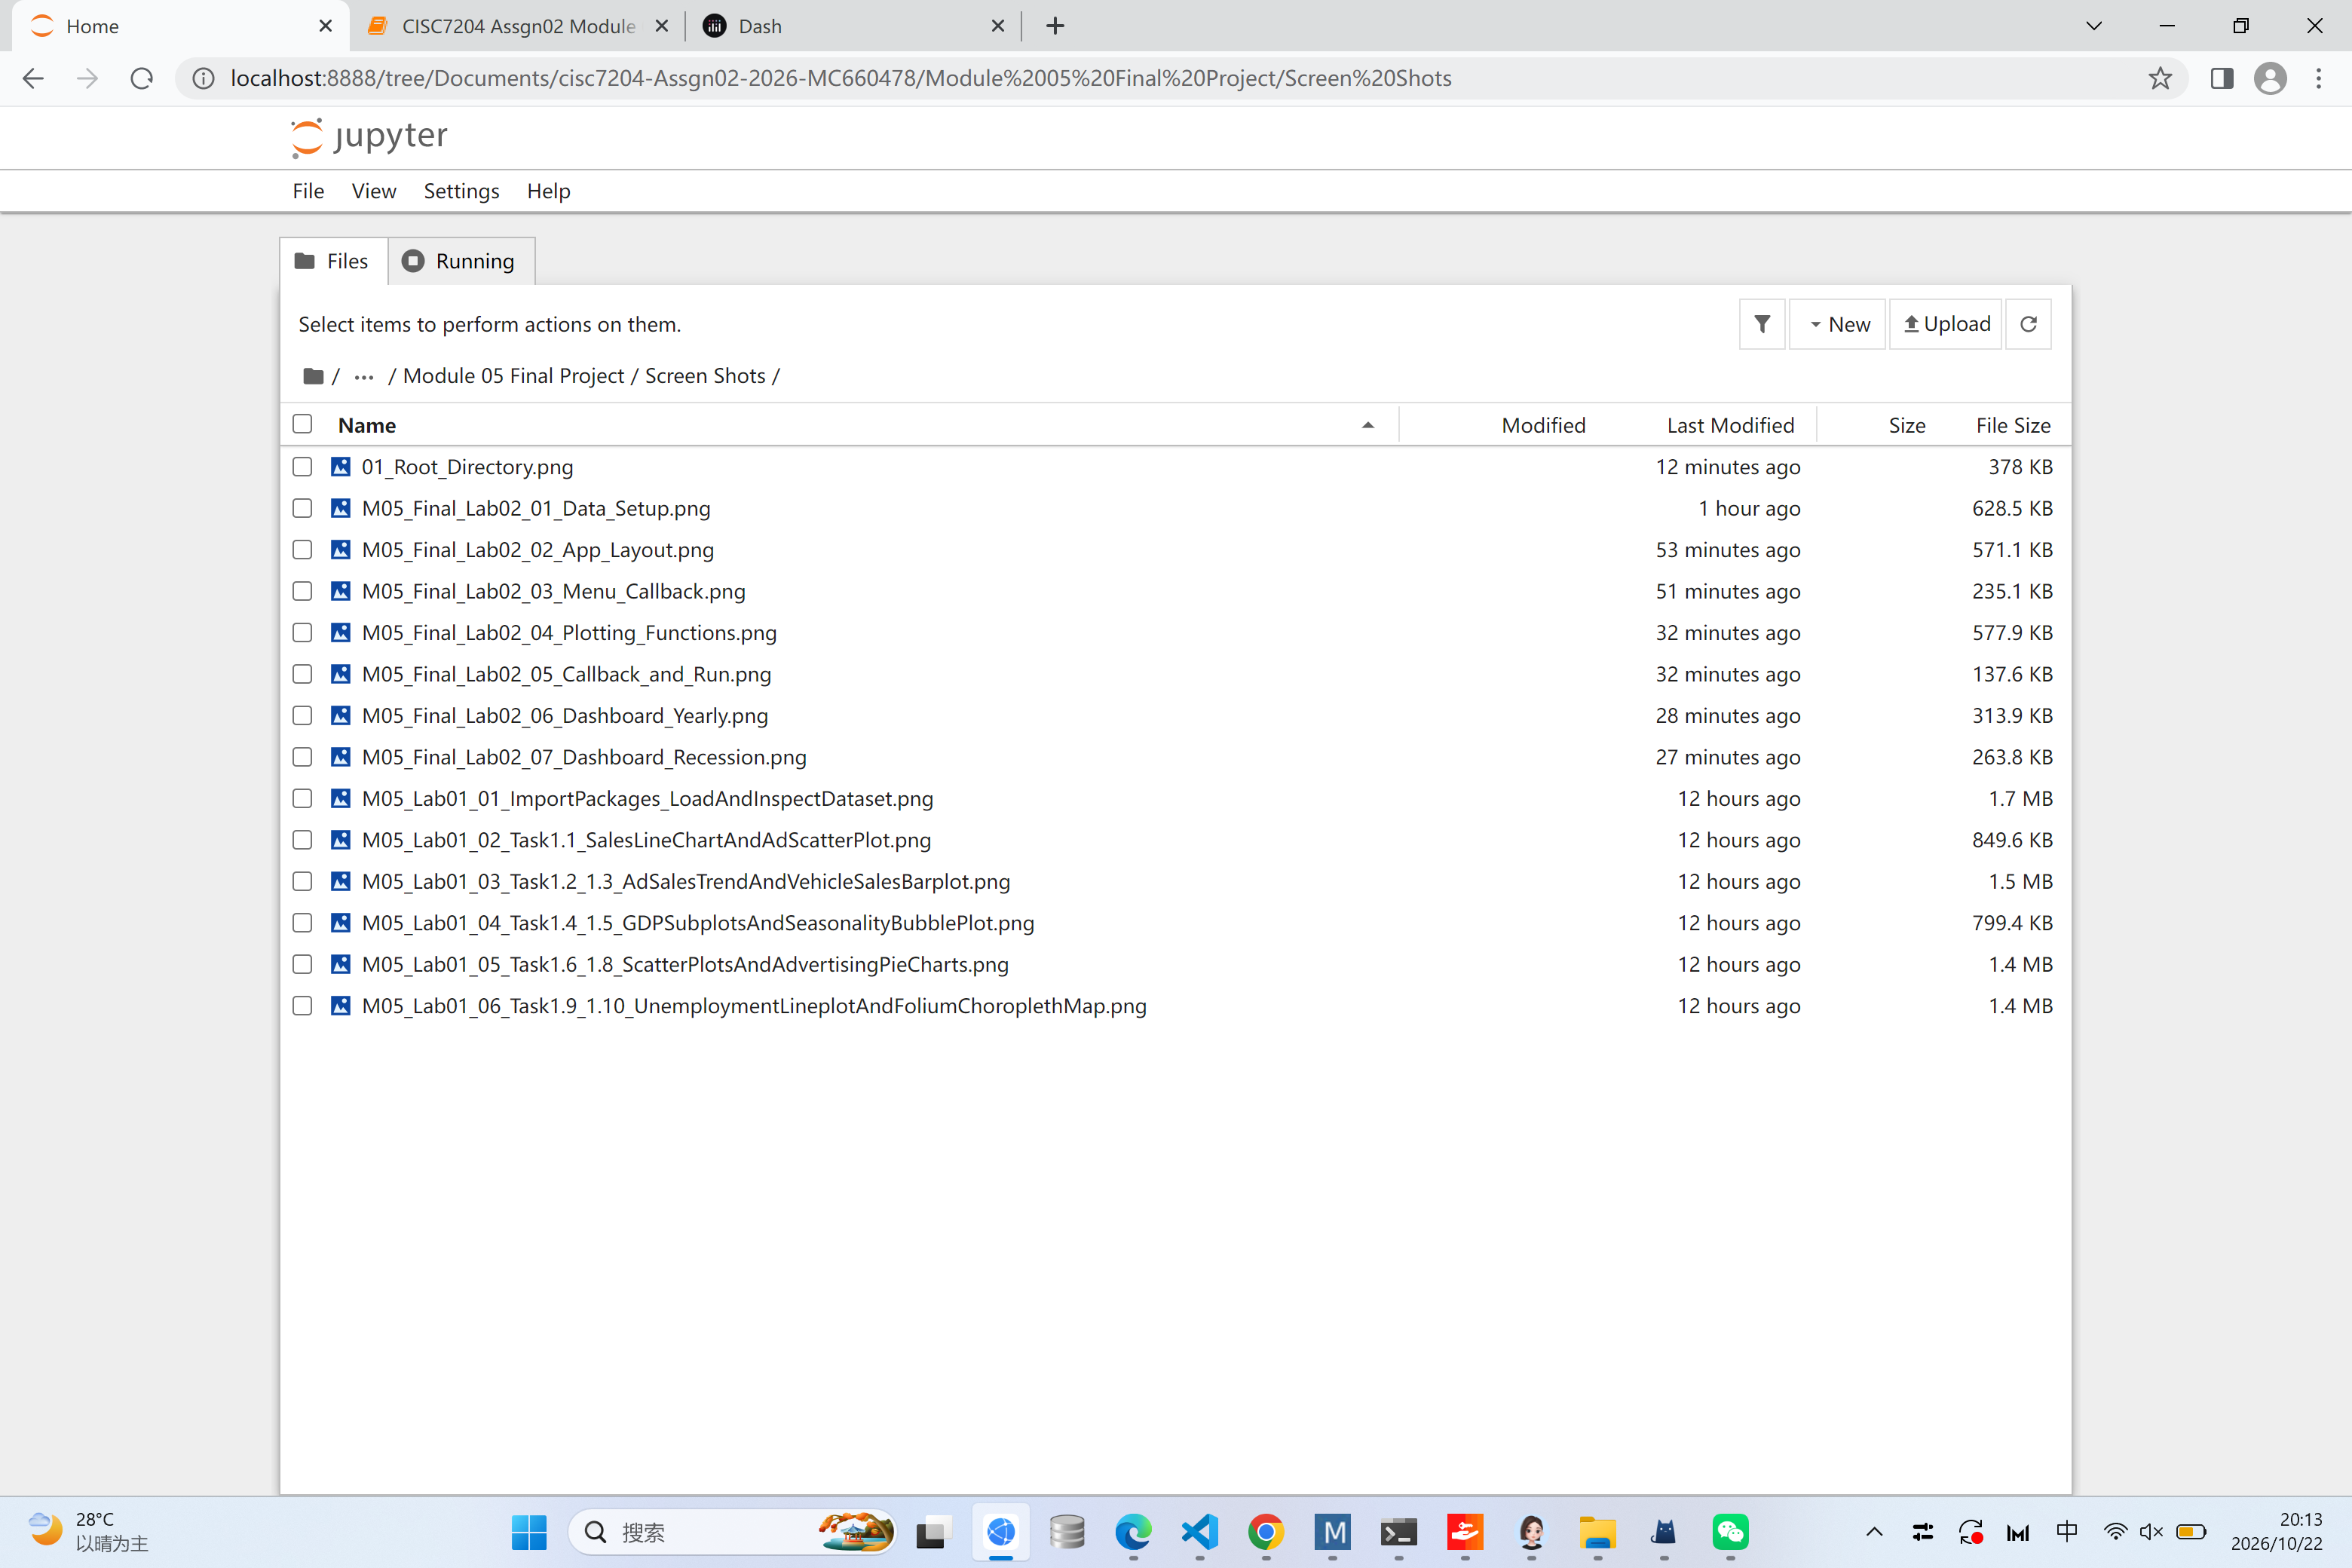 Home
CISC7204 Assgn02 Module
Dash
localhost:8888/tree/Documents/cisc7204-Assgn02-2026-MC660478/Module%2005%20Final%20Project/Screen%20Shots
jupyter
File View Settings Help
Files Running
Select items to perform actions on them.
New Upload
/ ... / Module 05 Final Project / Screen Shots /
Name Modified Last Modified Size File Size
01_Root_Directory.png 12 minutes ago 378 KB
M05_Final_Lab02_01_Data_Setup.png 1 hour ago 628.5 KB
M05_Final_Lab02_02_App_Layout.png 53 minutes ago 571.1 KB
M05_Final_Lab02_03_Menu_Callback.png 51 minutes ago 235.1 KB
M05_Final_Lab02_04_Plotting_Functions.png 32 minutes ago 577.9 KB
M05_Final_Lab02_05_Callback_and_Run.png 32 minutes ago 137.6 KB
M05_Final_Lab02_06_Dashboard_Yearly.png 28 minutes ago 313.9 KB
M05_Final_Lab02_07_Dashboard_Recession.png 27 minutes ago 263.8 KB
M05_Lab01_01_ImportPackages_LoadAndInspectDataset.png 12 hours ago 1.7 MB
M05_Lab01_02_Task1.1_SalesLineChartAndAdScatterPlot.png 12 hours ago 849.6 KB
M05_Lab01_03_Task1.2_1.3_AdSalesTrendAndVehicleSalesBarplot.png 12 hours ago 1.5 MB
M05_Lab01_04_Task1.4_1.5_GDPSubplotsAndSeasonalityBubblePlot.png 12 hours ago 799.4 KB
M05_Lab01_05_Task1.6_1.8_ScatterPlotsAndAdvertisingPieCharts.png 12 hours ago 1.4 MB
M05_Lab01_06_Task1.9_1.10_UnemploymentLineplotAndFoliumChoroplethMap.png 12 hours ago 1.4 MB
28°C
以晴为主
搜索
M
中
20:13
2026/10/22